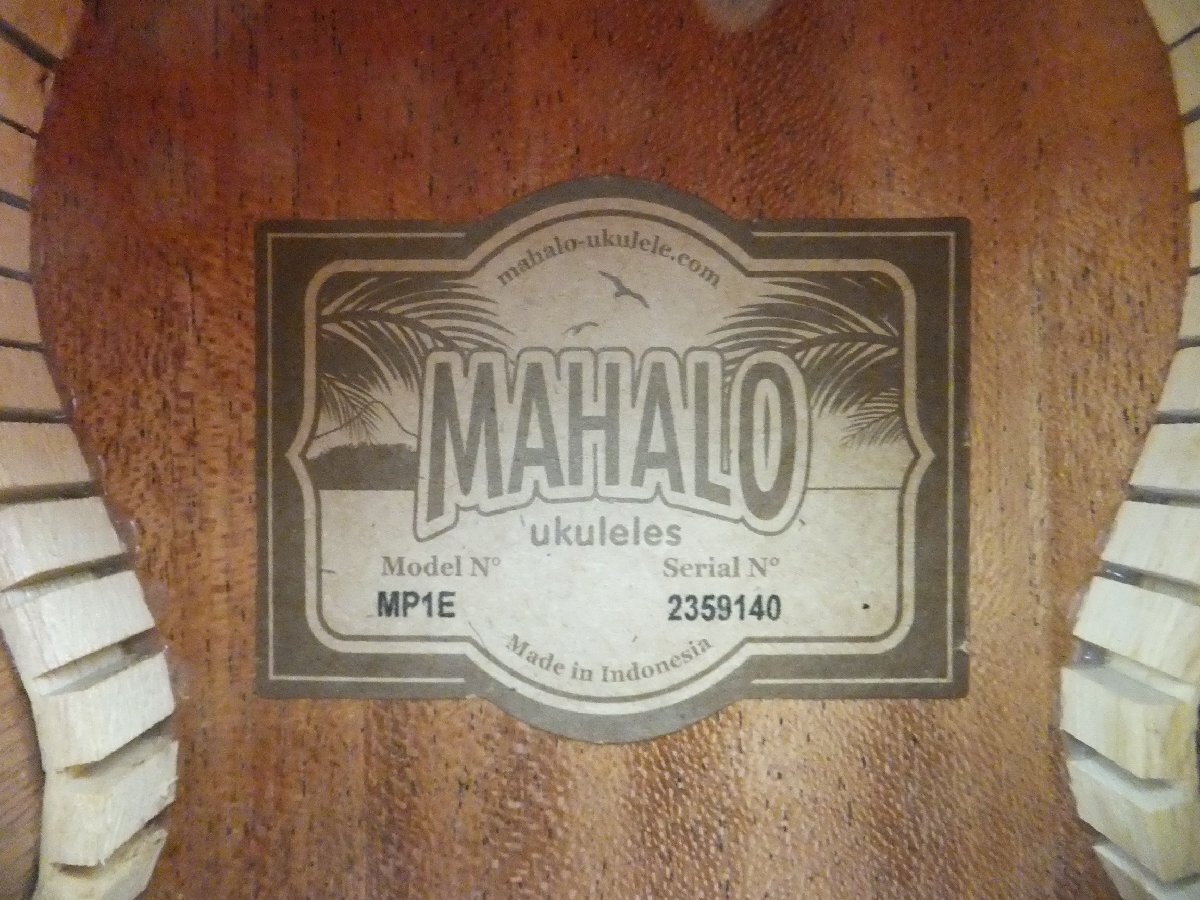 mahalo-ukulele.com
MAHALO
ukuleles
Model N° Serial N°
MP1E 2359140
Made in Indonesia